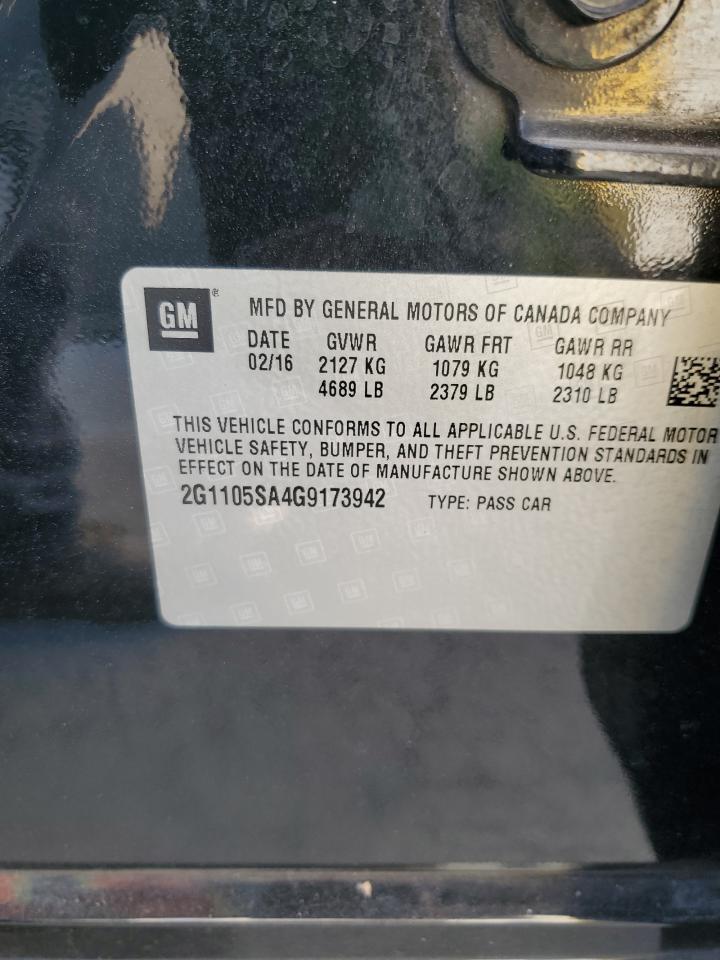 GM®
MFD BY GENERAL MOTORS OF CANADA COMPANY
DATE GVWR GAWR FRT GAWR RR
02/16 2127 KG 1079 KG 1048 KG
4689 LB 2379 LB 2310 LB
THIS VEHICLE CONFORMS TO ALL APPLICABLE U.S. FEDERAL MOTOR
VEHICLE SAFETY, BUMPER, AND THEFT PREVENTION STANDARDS IN
EFFECT ON THE DATE OF MANUFACTURE SHOWN ABOVE.
2G1105SA4G9173942 TYPE: PASS CAR